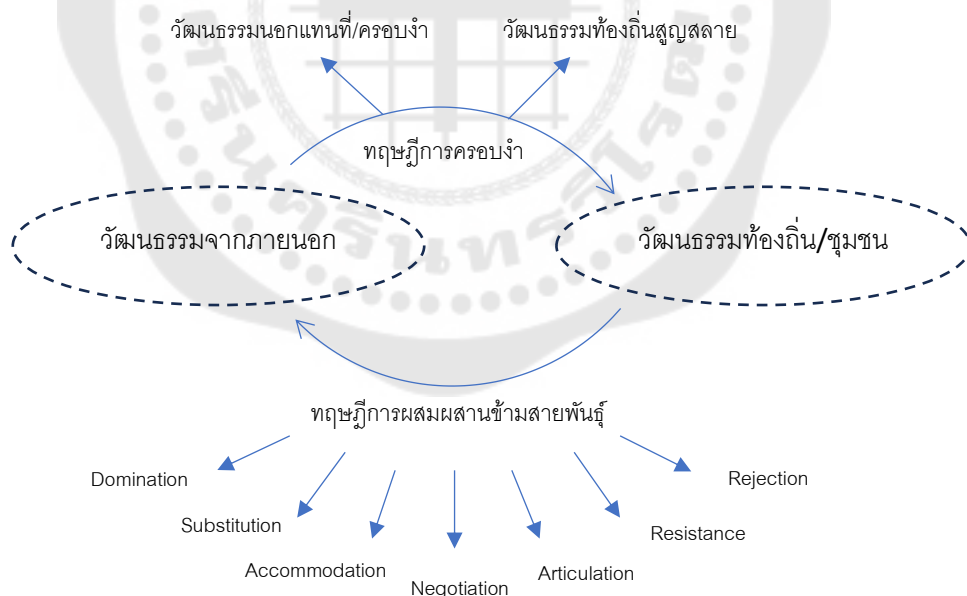 วัฒนธรรมนอกแทนที่/ครอบงำ
วัฒนธรรมท้องถิ่นสูญสลาย
ทฤษฎีการครอบงำ
วัฒนธรรมจากภายนอก
วัฒนธรรมท้องถิ่น/ชุมชน
ทฤษฎีการผสมผสานข้ามสายพันธุ์
Domination
Rejection
Substitution
Resistance
Accommodation
Articulation
Negotiation